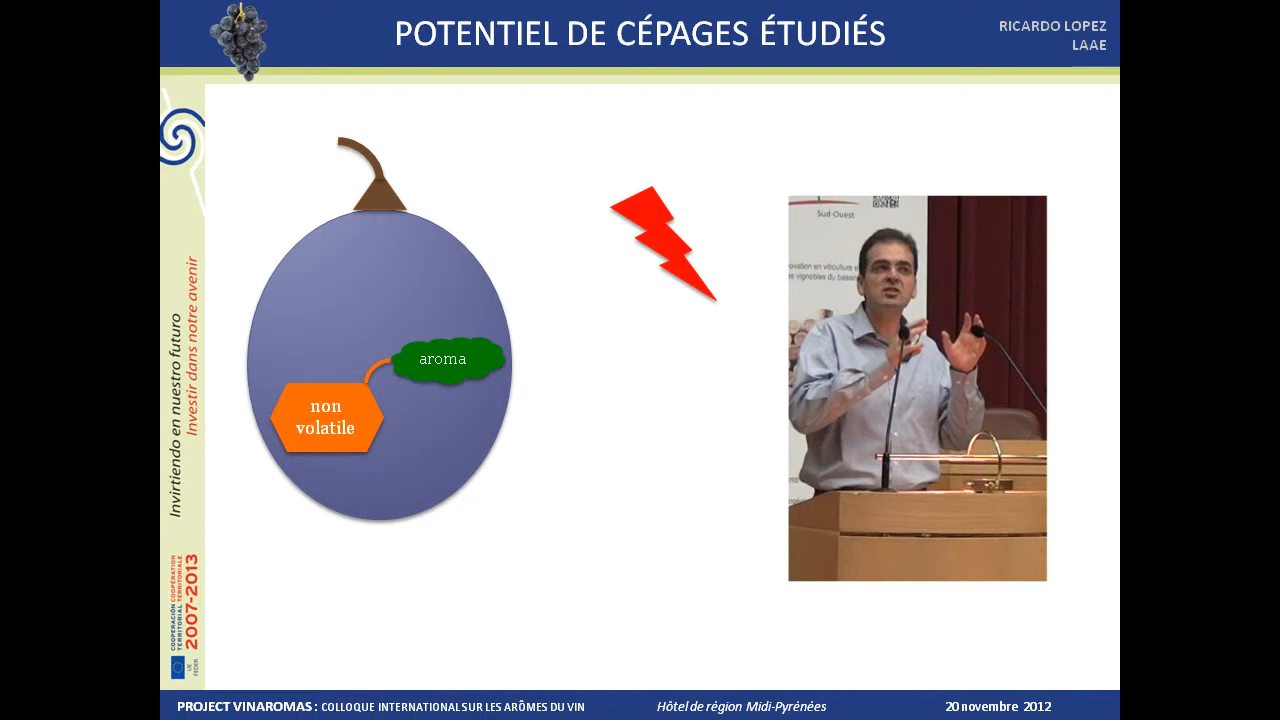 POTENTIEL DE CÉPAGES ÉTUDIÉS
RICARDO LOPEZ
LAAE
Sud-Ouest
aroma
non
volatile
Invirtiendo en nuestro futuro
Investir dans notre avenir
COOPERACIÓN TERRITORIAL
COOPÉRATION TERRITORIALE
2007-2013
UE
FEDER
PROJECT VINAROMAS : COLLOQUE INTERNATIONAL SUR LES ARÔMES DU VIN
Hôtel de région Midi-Pyrénées
20 novembre 2012